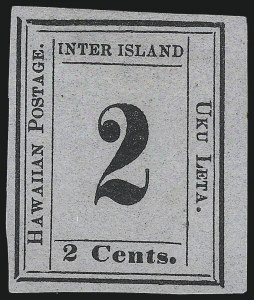 INTER ISLAND
HAWAIIAN POSTAGE.
2
UKU LETA.
2 Cents.